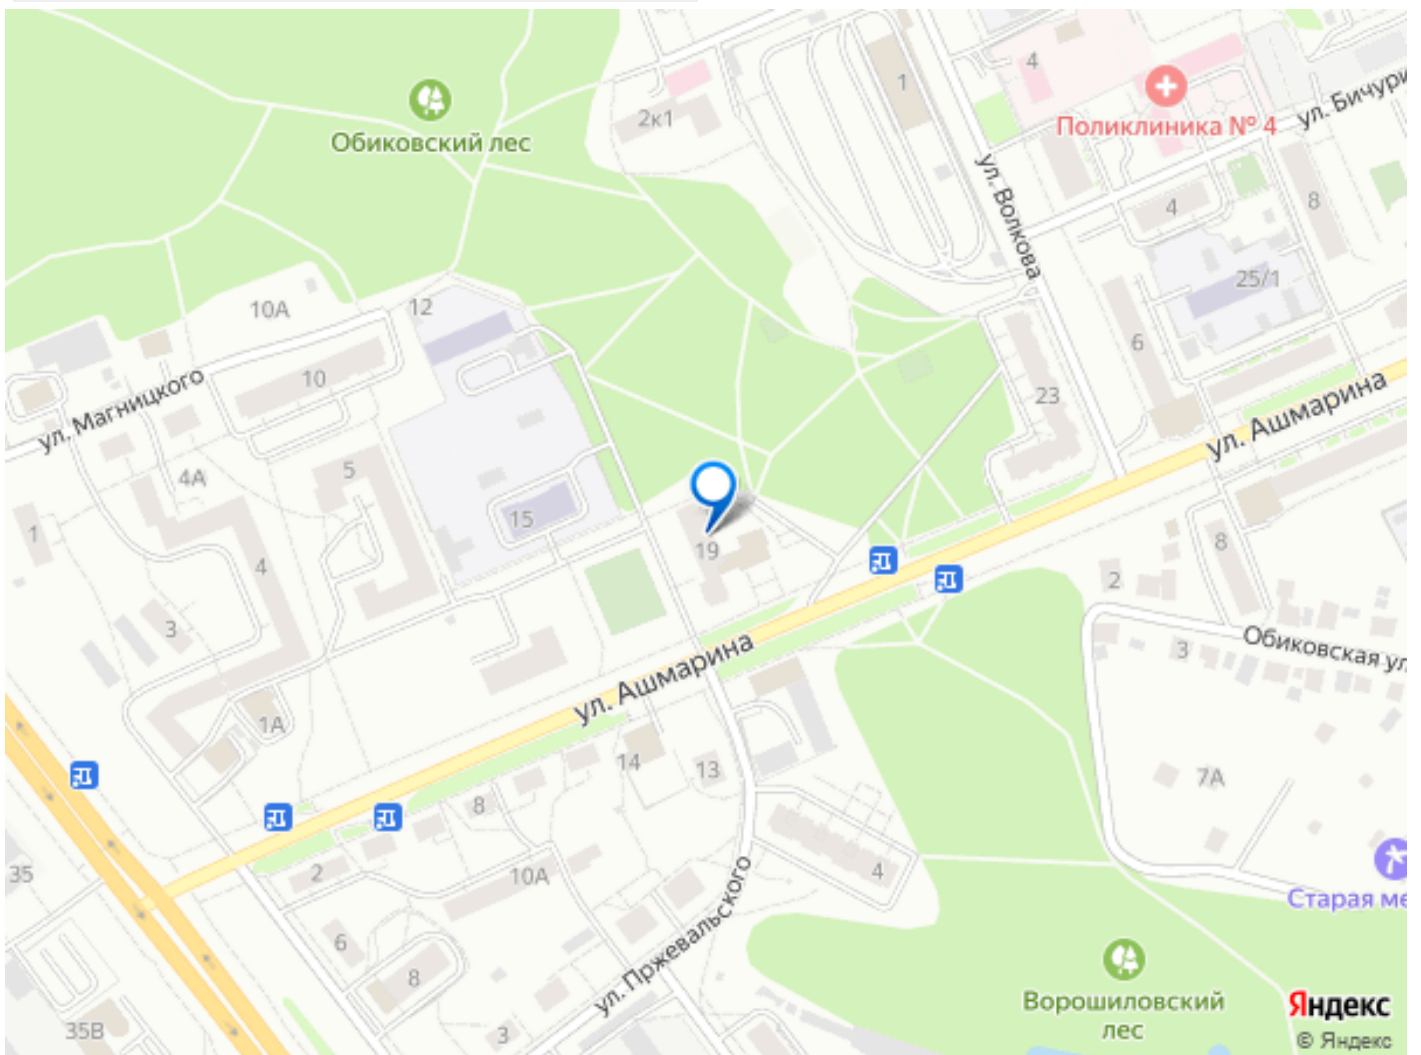 1
4
2к1
Поликлиника № 4
ул. Бичури
Обиковский лес
ул. Волкова
4
8
25/1
10А
12
6
10
23
ул. Магницкого
ул. Ашмарина
5
4А
15
1
19
8
4
2
3
3
Обиковская ул
ул. Ашмарина
1А
14
13
7А
8
35
2
10А
4
Старая ме
ул. Пржевальского
6
8
Ворошиловский
лес
35В
3
Яндекс
© Яндекс